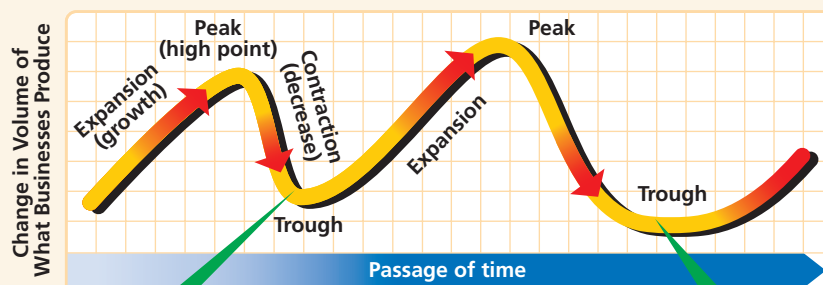 Change in Volume of
What Businesses Produce
Expansion
(growth)
Peak
(high point)
Contraction
(decrease)
Trough
Expansion
Peak
Trough
Passage of time